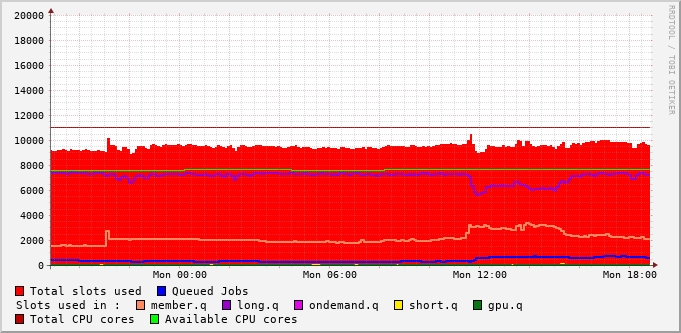 RRDTOOL / TOBI OETIKER
20000
18000
16000
14000
12000
10000
8000
6000
4000
2000
0
Mon 00:00 Mon 06:00 Mon 12:00 Mon 18:00
Total slots used Queued Jobs
Slots used in : member.q long.q ondemand.q short.q gpu.q
Total CPU cores Available CPU cores